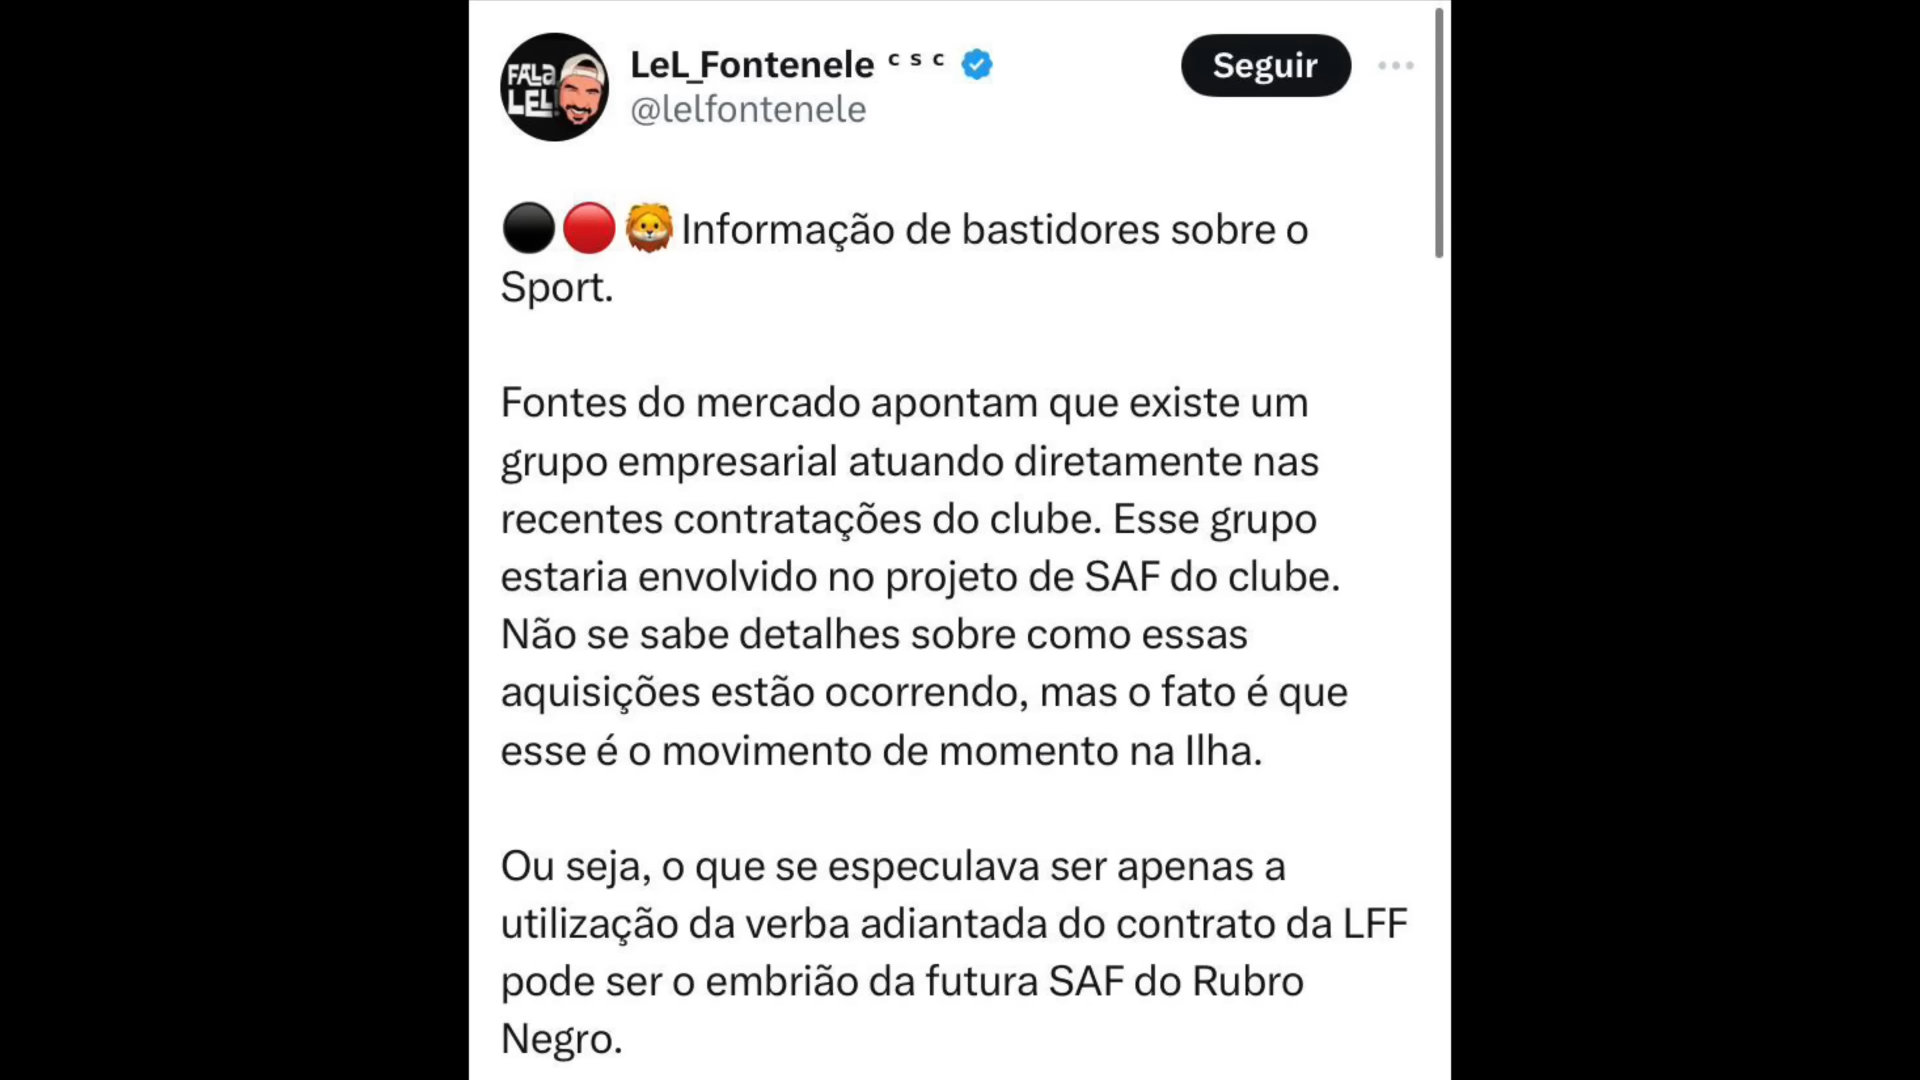 FALA
LEL!
LeL_Fontenele ᶜ ˢ ᶜ
@lelfontenele
Seguir
⚫🔴🦁Informação de bastidores sobre o
Sport.
Fontes do mercado apontam que existe um
grupo empresarial atuando diretamente nas
recentes contratações do clube. Esse grupo
estaria envolvido no projeto de SAF do clube.
Não se sabe detalhes sobre como essas
aquisições estão ocorrendo, mas o fato é que
esse é o movimento de momento na Ilha.
Ou seja, o que se especulava ser apenas a
utilização da verba adiantada do contrato da LFF
pode ser o embrião da futura SAF do Rubro
Negro.